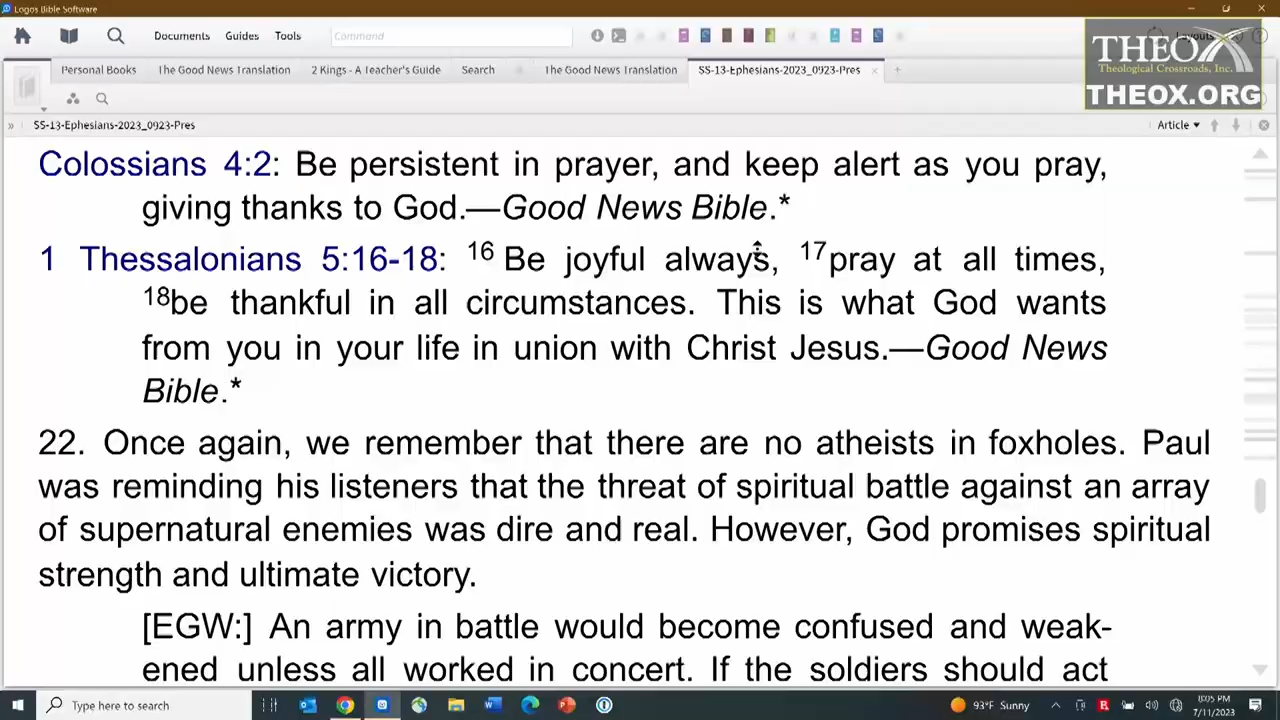 Logos Bible Software
Documents Guides Tools Command Layouts
THEOX
Theological Crossroads, Inc.
THEOX.ORG
Personal Books The Good News Translation 2 Kings - A Teacher's Guide Search The Good News Translation SS-13-Ephesians-2023_0923-Pres
SS-13-Ephesians-2023_0923-Pres Article
Colossians 4:2: Be persistent in prayer, and keep alert as you pray,
giving thanks to God.—Good News Bible.*
1 Thessalonians 5:16-18: 16 Be joyful always, 17pray at all times,
18be thankful in all circumstances. This is what God wants
from you in your life in union with Christ Jesus.—Good News
Bible.*
22. Once again, we remember that there are no atheists in foxholes. Paul
was reminding his listeners that the threat of spiritual battle against an array
of supernatural enemies was dire and real. However, God promises spiritual
strength and ultimate victory.
[EGW:] An army in battle would become confused and weak-
ened unless all worked in concert. If the soldiers should act
Type here to search 93°F Sunny 8:05 PM
7/11/2023